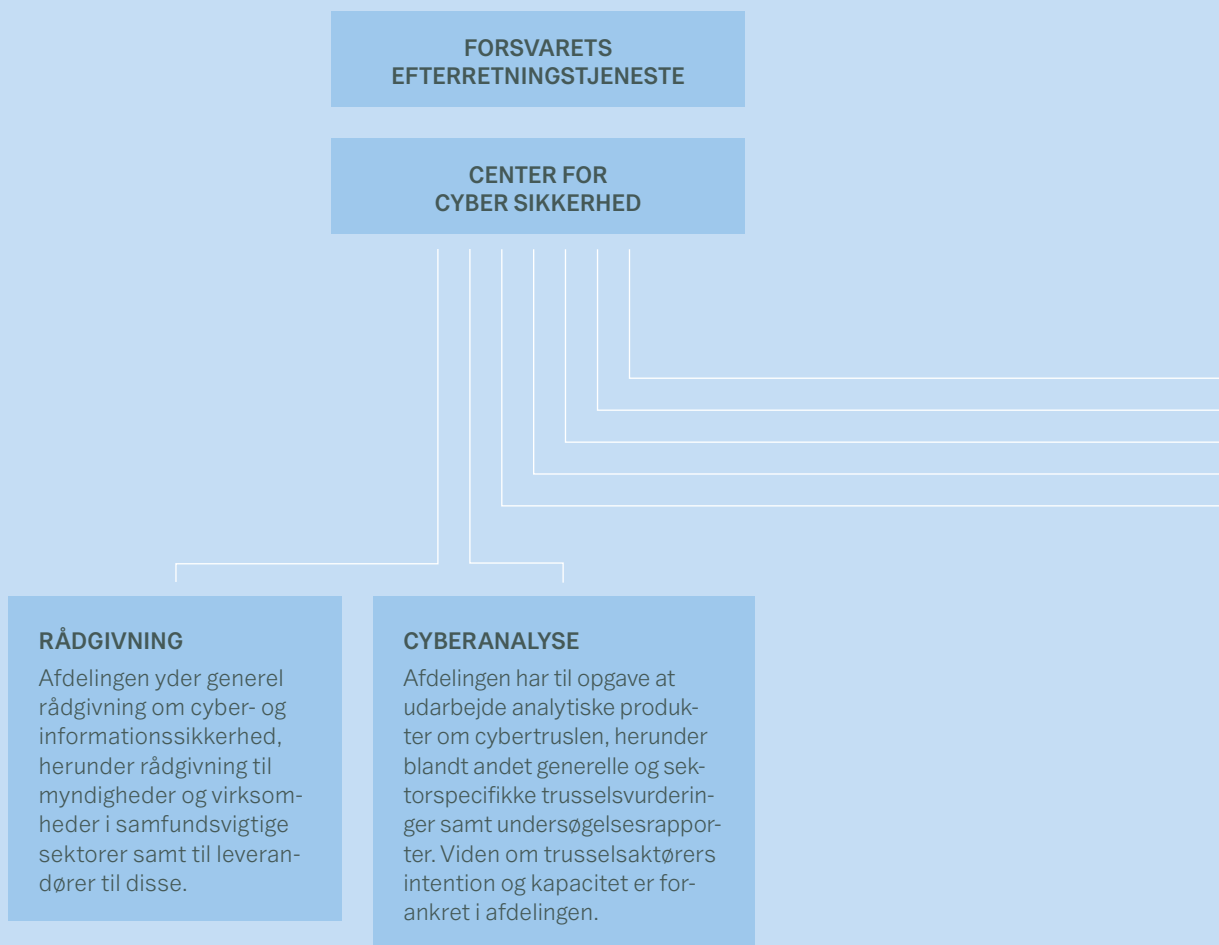 FORSVARETS
EFTERRETNINGSTJENESTE
CENTER FOR
CYBER SIKKERHED
RÅDGIVNING
Afdelingen yder generel
rådgivning om cyber- og
informationssikkerhed,
herunder rådgivning til
myndigheder og virksom-
heder i samfundsvigtige
sektorer samt til leveran-
dører til disse.
CYBERANALYSE
Afdelingen har til opgave at
udarbejde analytiske produk-
ter om cybertruslen, herunder
blandt andet generelle og sek-
torspecifikke trusselsvurderin-
ger samt undersøgelsesrappor-
ter. Viden om trusselsaktørers
intention og kapacitet er for-
ankret i afdelingen.